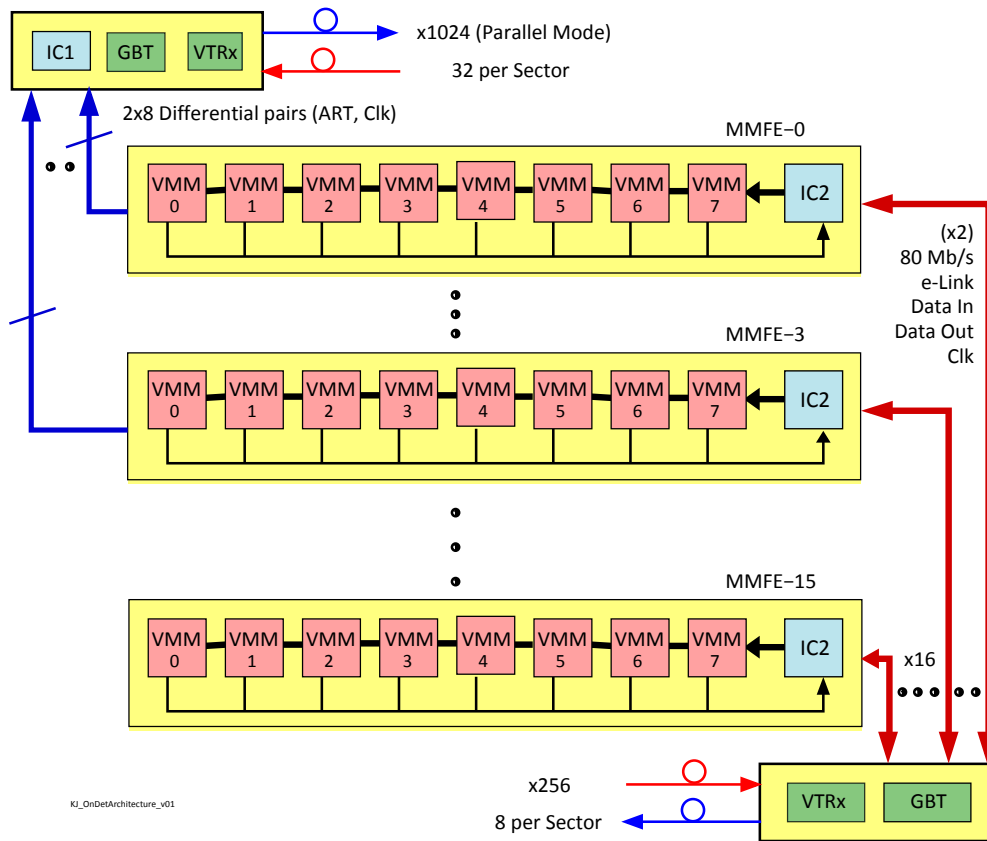 x1024 (Parallel Mode)
IC1 GBT VTRx
32 per Sector
2x8 Differential pairs (ART, Clk)
MMFE−0
VMM 0 VMM 1 VMM 2 VMM 3 VMM 4 VMM 5 VMM 6 VMM 7 IC2
(x2)
80 Mb/s
e-Link
Data In
Data Out
Clk
MMFE−3
VMM 0 VMM 1 VMM 2 VMM 3 VMM 4 VMM 5 VMM 6 VMM 7 IC2
MMFE−15
VMM 0 VMM 1 VMM 2 VMM 3 VMM 4 VMM 5 VMM 6 VMM 7 IC2
x16
x256
VTRx GBT
KJ_OnDetArchitecture_v01
8 per Sector